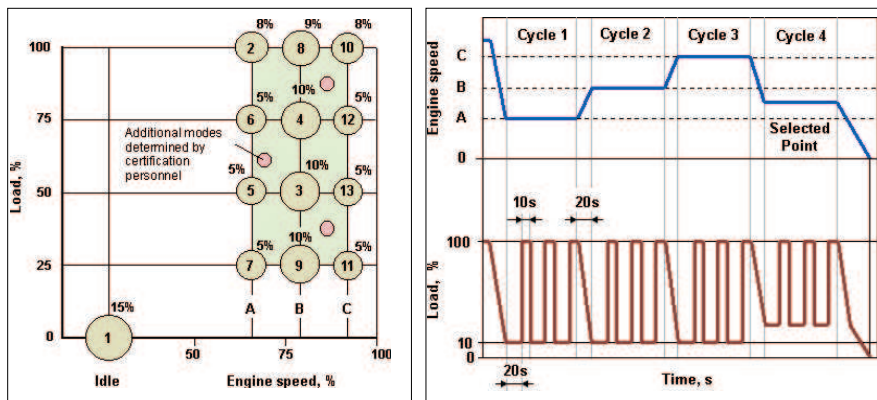 8% 9% 8%
100
2 8 10
10%
5% 5%
75
6 4 12
Additional modes
determined by
certification
personnel
10%
5% 5%
50
5 3 13
10%
5% 5%
25
7 9 11
15%
A B C
0
1
50 75 100
Idle Engine speed, %
Load, %
Cycle 1 Cycle 2 Cycle 3 Cycle 4
C
B
A
Selected
Point
0
Engine speed
10s 20s
100
10
0
Load, %
20s
Time, s